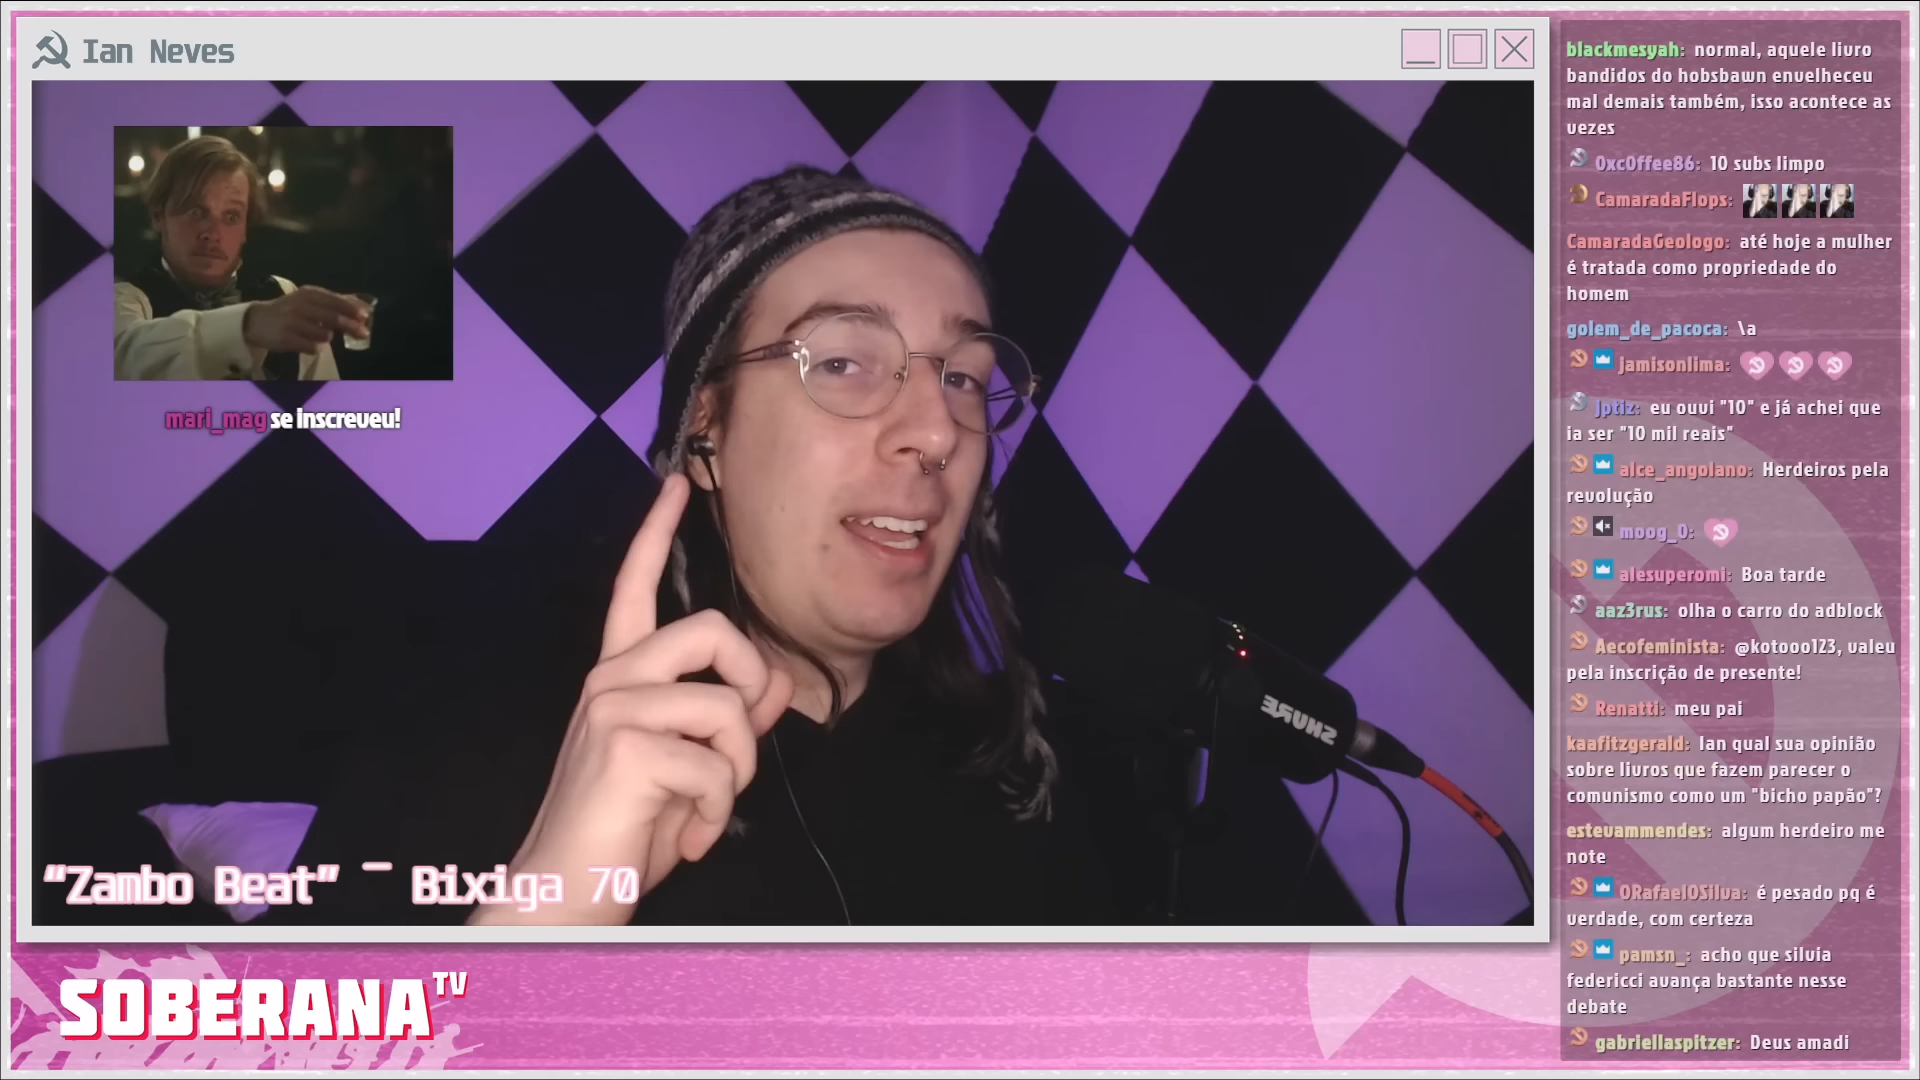 Ian Neves
mari_mag se inscreveu!
SHURE
"Zambo Beat" - Bixiga 70
SOBERANA TV
blackmesyah: normal, aquele livro
bandidos do hobsbawn envelheceu
mal demais também, isso acontece as
vezes
0xc0ffee86: 10 subs limpo
CamaradaFlops:
CamaradaGeologo: até hoje a mulher
é tratada como propriedade do
homem
golem_de_pacoca: \a
Jamisonlima:
Jptiz: eu ouvi "10" e já achei que
ia ser "10 mil reais"
alce_angolano: Herdeiros pela
revolução
moog_0:
alesuperomi: Boa tarde
aaz3rus: olha o carro do adblock
Aecofeminista: @kotooo123, valeu
pela inscrição de presente!
Renatti: meu pai
kaafitzgerald: Ian qual sua opinião
sobre livros que fazem parecer o
comunismo como um "bicho papão"?
estevammendes: algum herdeiro me
note
0Rafael0Silva: é pesado pq é
verdade, com certeza
pamsn_: acho que silvia
federicci avança bastante nesse
debate
gabriellaspitzer: Deus amadi